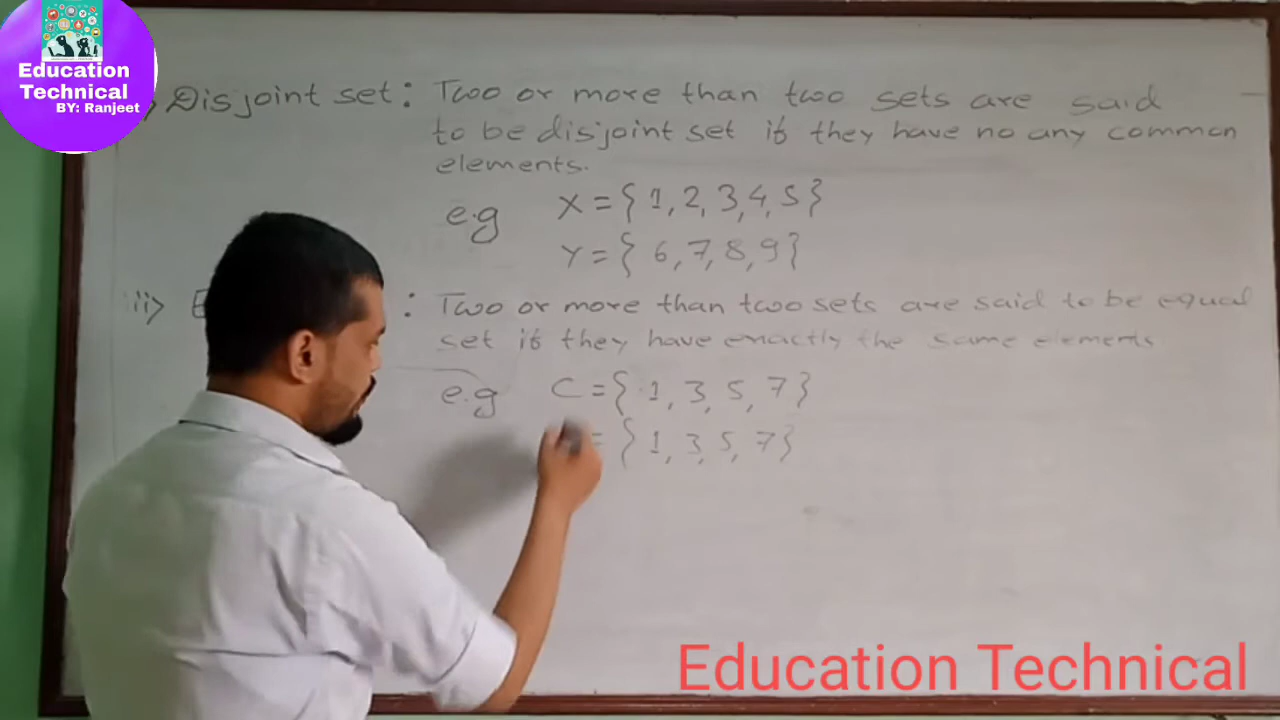 Education
Technical
BY: Ranjeet
Disjoint set: Two or more than two sets are said
to be disjoint set if they have no any common
elements.
e.g X = { 1, 2, 3, 4, 5 }
Y = { 6, 7, 8, 9 }
ii> : Two or more than two sets are said to be equal
set if they have exactly the same elements
e.g C = { 1, 3, 5, 7 }
= { 1, 3, 5, 7 }
Education Technical